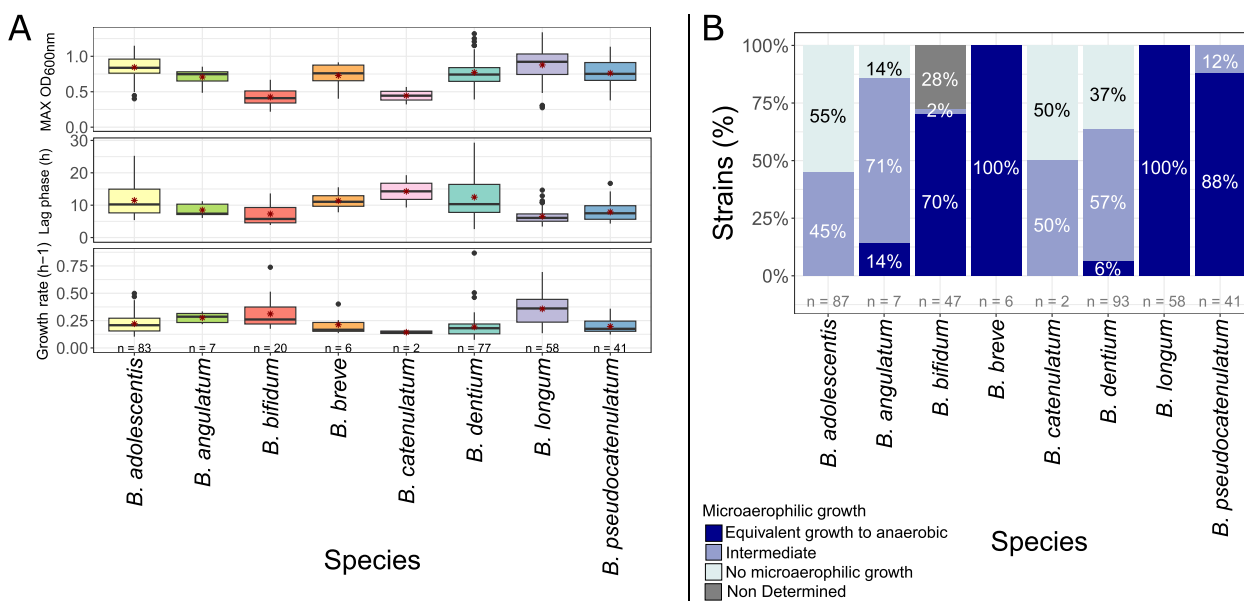 A
MAX OD600nm
1.0
0.5
0.0
Lag phase (h)
30
20
10
0
Growth rate (h−1)
0.75
0.50
0.25
0.00
n = 83 n = 7 n = 20 n = 6 n = 2 n = 77 n = 58 n = 41
B. adolescentis
B. angulatum
B. bifidum
B. breve
B. catenulatum
B. dentium
B. longum
B. pseudocatenulatum
Species
B
Strains (%)
100%
75%
50%
25%
0%
55%
45%
14%
71%
14%
28%
2%
70%
100%
50%
50%
37%
57%
6%
100%
12%
88%
n = 87 n = 7 n = 47 n = 6 n = 2 n = 93 n = 58 n = 41
B. adolescentis
B. angulatum
B. bifidum
B. breve
B. catenulatum
B. dentium
B. longum
B. pseudocatenulatum
Species
Microaerophilic growth
Equivalent growth to anaerobic
Intermediate
No microaerophilic growth
Non Determined